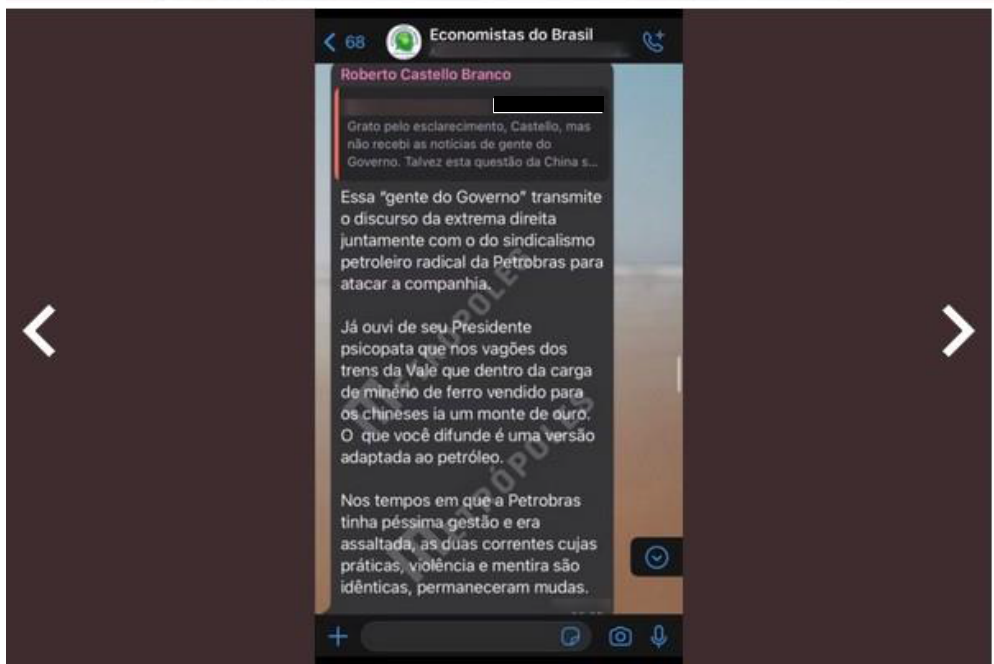 68
Economistas do Brasil
Roberto Castello Branco
Grato pelo esclarecimento, Castello, mas
não recebi as notícias de gente do
Governo. Talvez esta questão da China s...
Essa “gente do Governo” transmite
o discurso da extrema direita
juntamente com o do sindicalismo
petroleiro radical da Petrobras para
atacar a companhia.
Já ouvi de seu Presidente
psicopata que nos vagões dos
trens da Vale que dentro da carga
de minério de ferro vendido para
os chineses ia um monte de ouro.
O que você difunde é uma versão
adaptada ao petróleo.
Nos tempos em que a Petrobras
tinha péssima gestão e era
assaltada, as duas correntes cujas
práticas, violência e mentira são
idênticas, permaneceram mudas.
METRÓPOLES
METRÓPOLES